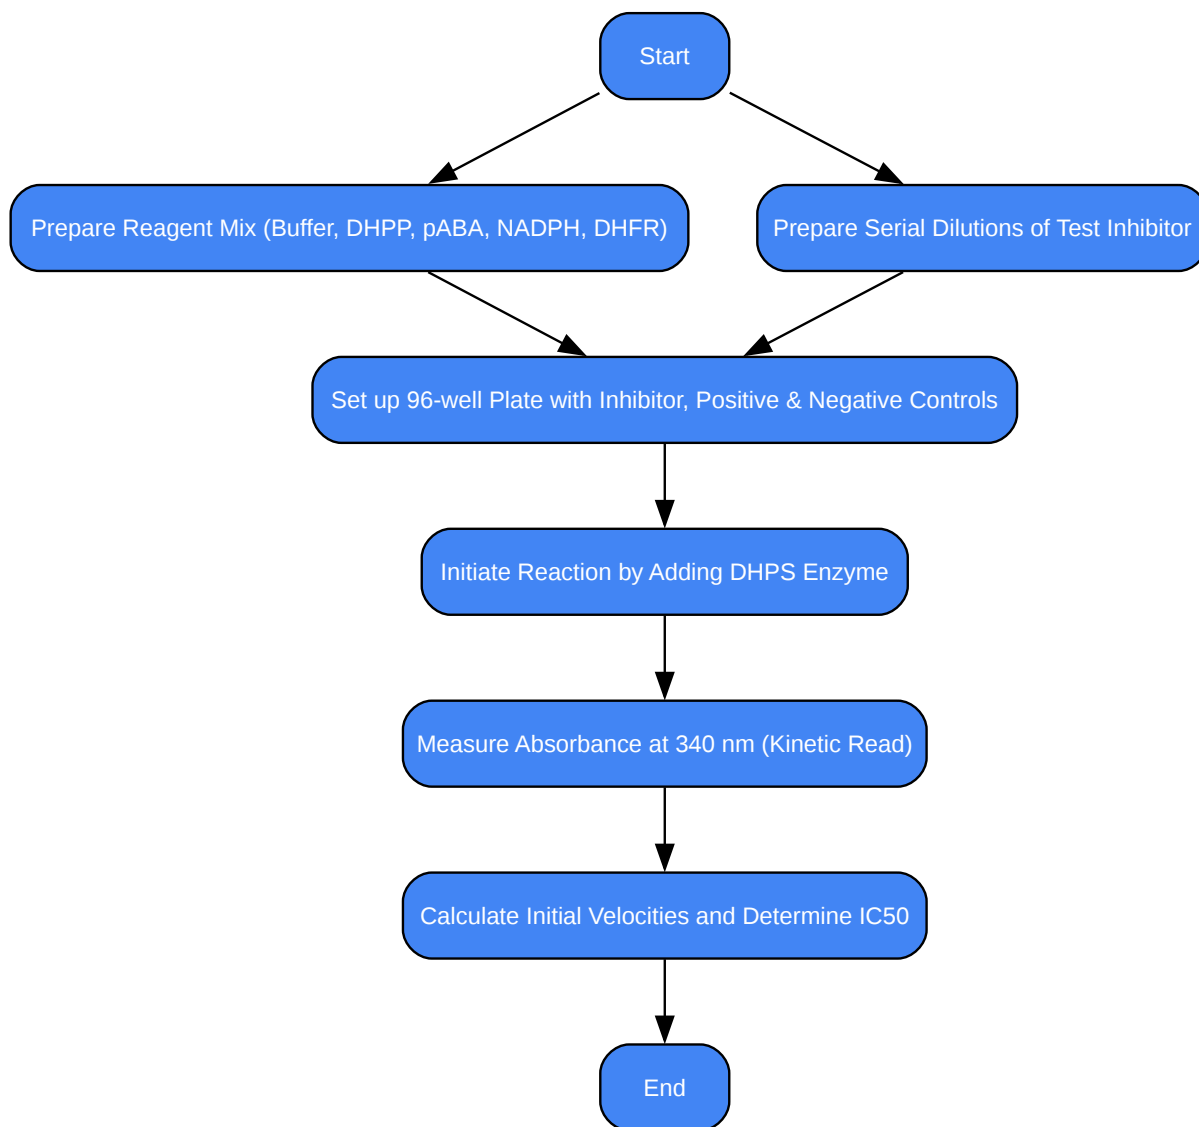 Start
Prepare Reagent Mix (Buffer, DHPP, pABA, NADPH, DHFR)
Prepare Serial Dilutions of Test Inhibitor
Set up 96-well Plate with Inhibitor, Positive & Negative Controls
Initiate Reaction by Adding DHPS Enzyme
Measure Absorbance at 340 nm (Kinetic Read)
Calculate Initial Velocities and Determine IC50
End